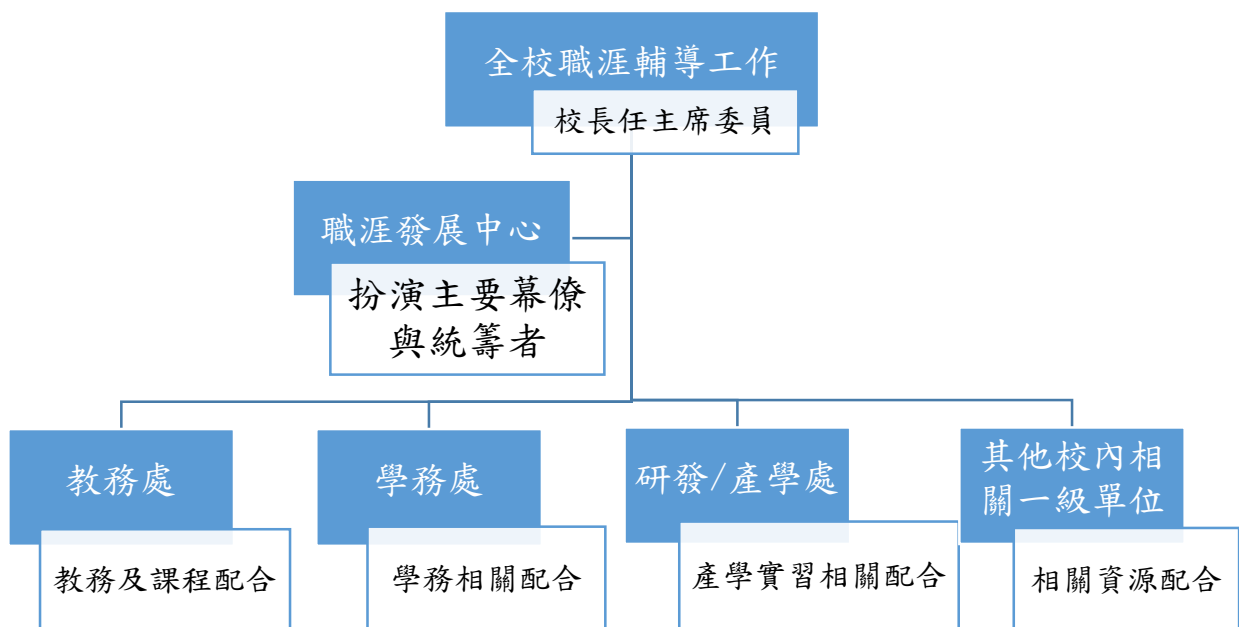 全校職涯輔導工作
校長任主席委員
職涯發展中心
扮演主要幕僚
與統籌者
教務處
教務及課程配合
學務處
學務相關配合
研發/產學處
產學實習相關配合
其他校內相
關一級單位
相關資源配合